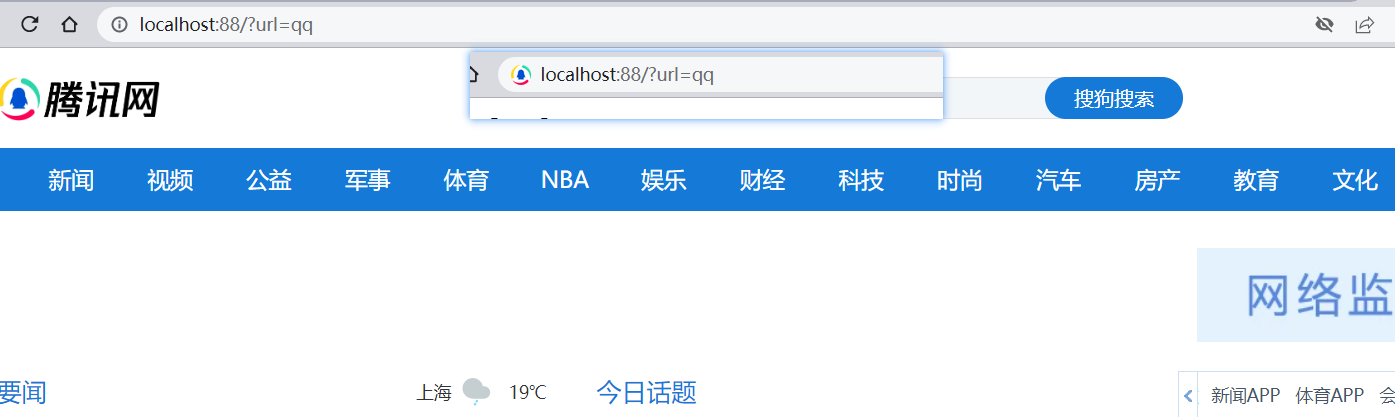 localhost:88/?url=qq
localhost:88/?url=qq
腾讯网
搜狗搜索
新闻 视频 公益 军事 体育 NBA 娱乐 财经 科技 时尚 汽车 房产 教育 文化
网络监
要闻 上海 19℃ 今日话题 新闻APP 体育APP 会